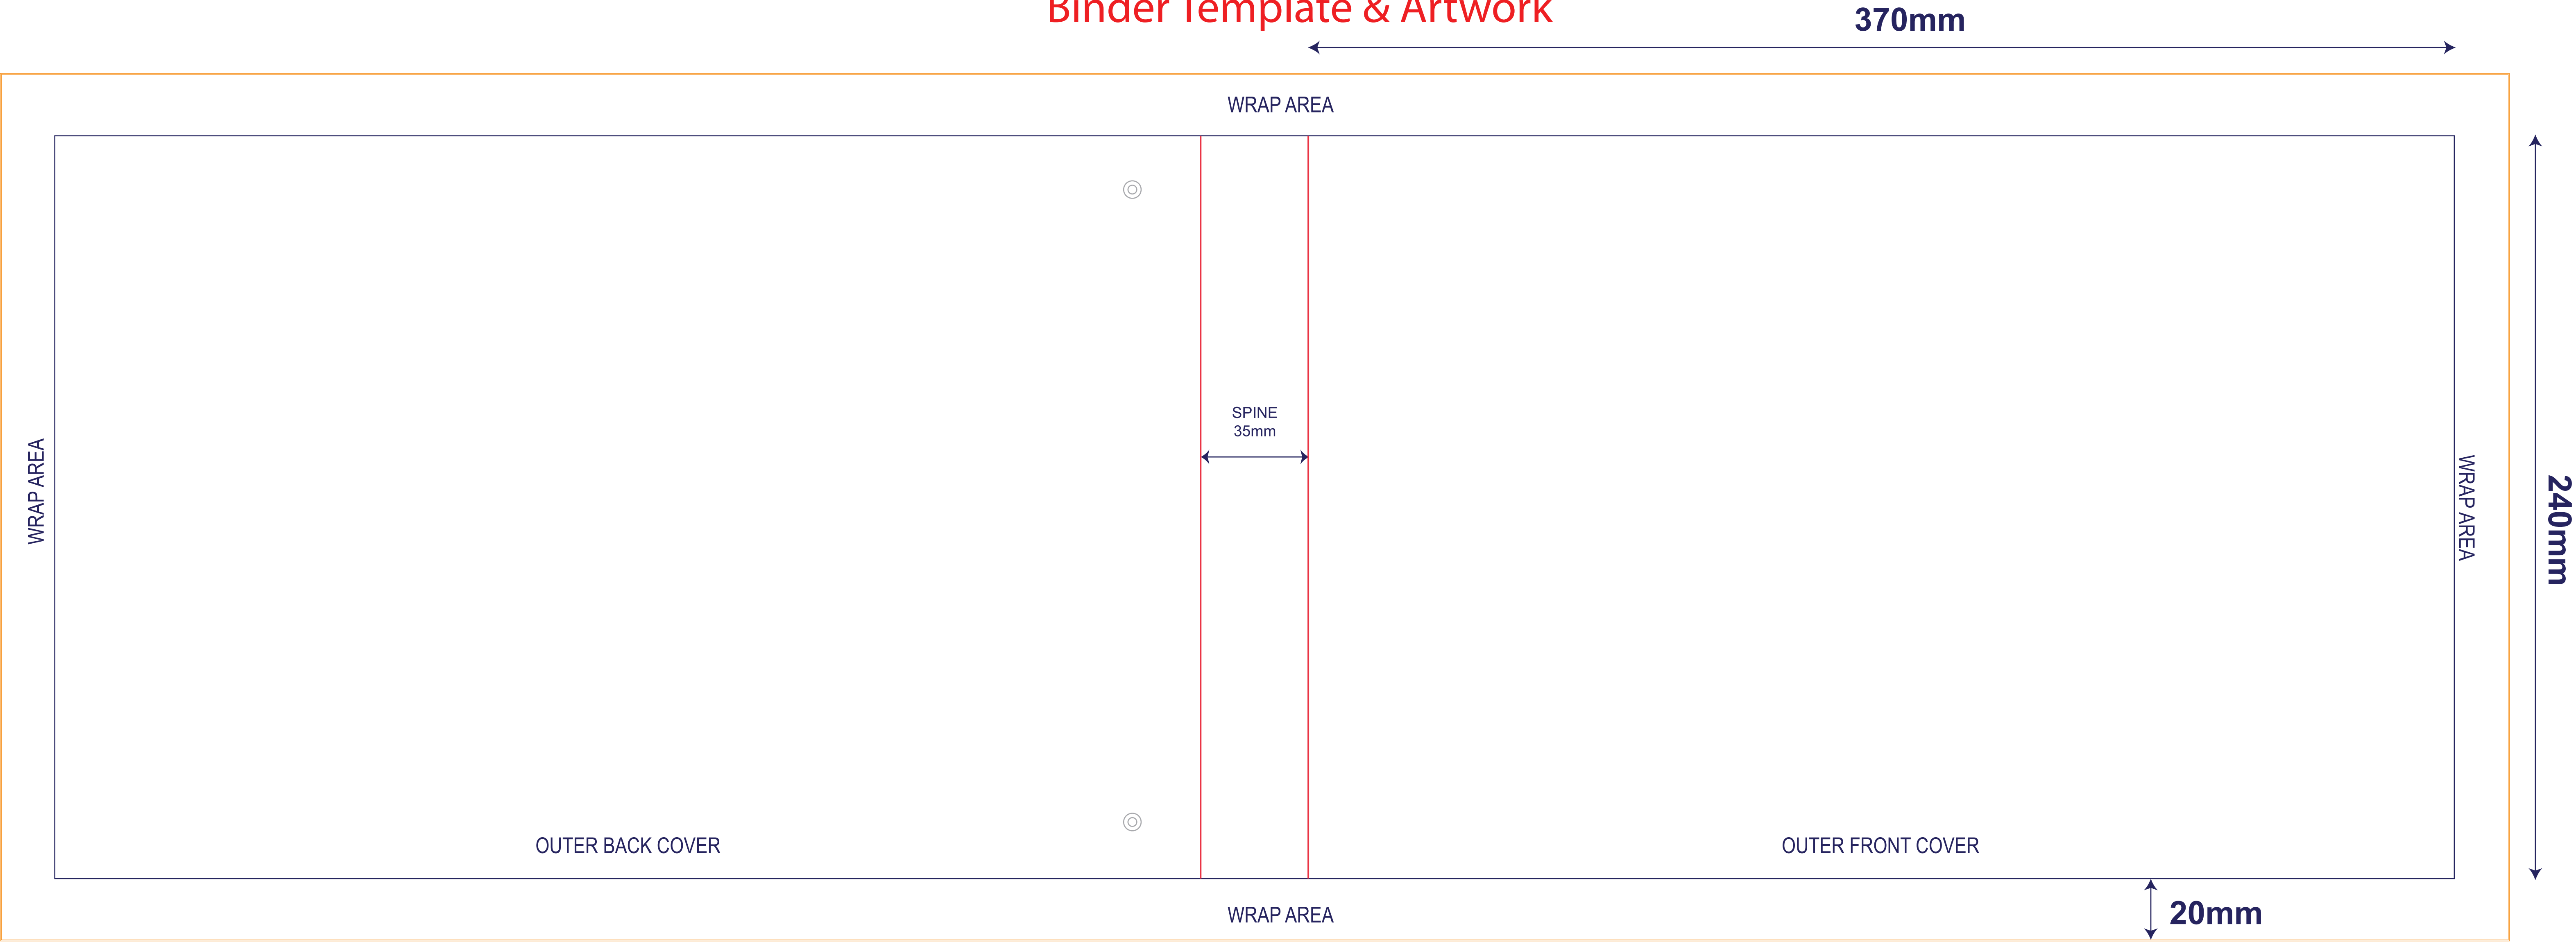 Binder Template & Artwork
370mm
WRAP AREA
SPINE
35mm
WRAP AREA
WRAP AREA
240mm
OUTER BACK COVER
OUTER FRONT COVER
WRAP AREA
20mm